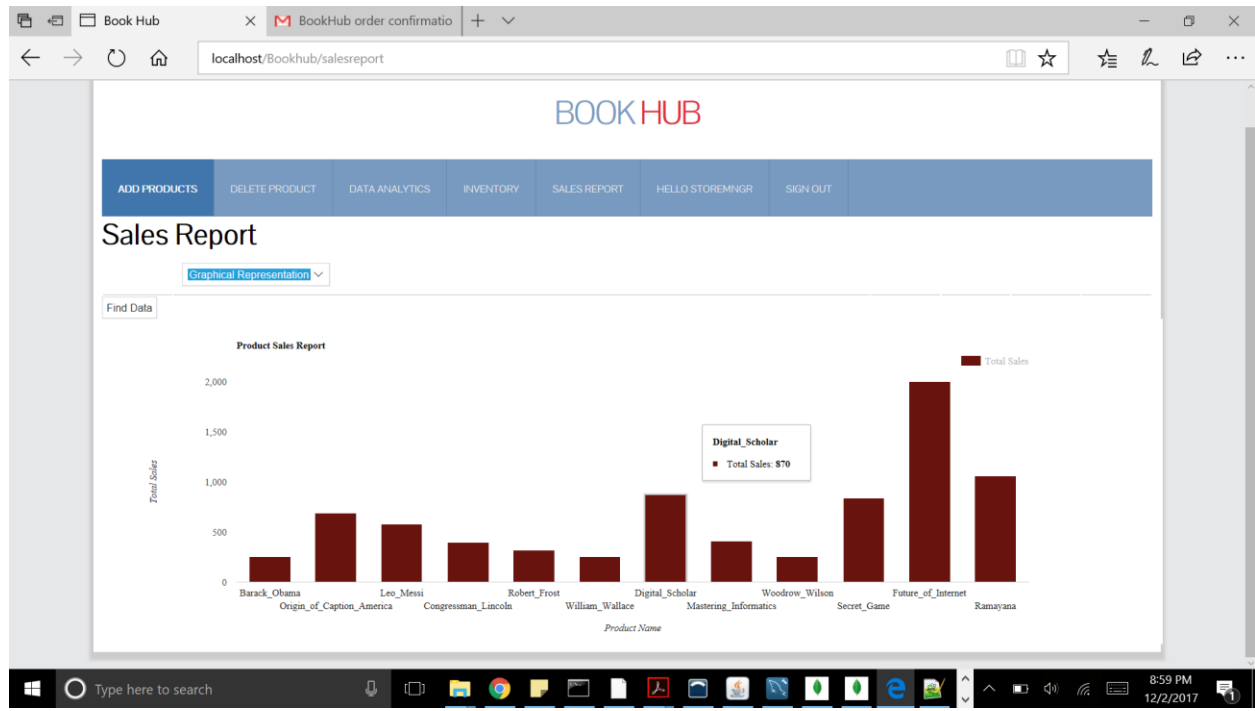 Book Hub
BookHub order confirmatio
localhost/Bookhub/salesreport
BOOK HUB
ADD PRODUCTS DELETE PRODUCT DATA ANALYTICS INVENTORY SALES REPORT HELLO STOREMNGR SIGN OUT
Sales Report
Graphical Representation
Find Data
Product Sales Report
Total Sales
2,000
1,500
1,000
500
0
Total Sales
Digital_Scholar
Total Sales: 870
Barack_Obama Leo_Messi Robert_Frost Digital_Scholar Woodrow_Wilson Future_of_Internet
Origin_of_Caption_America Congressman_Lincoln William_Wallace Mastering_Informatics Secret_Game Ramayana
Product Name
Type here to search
8:59 PM
12/2/2017
1